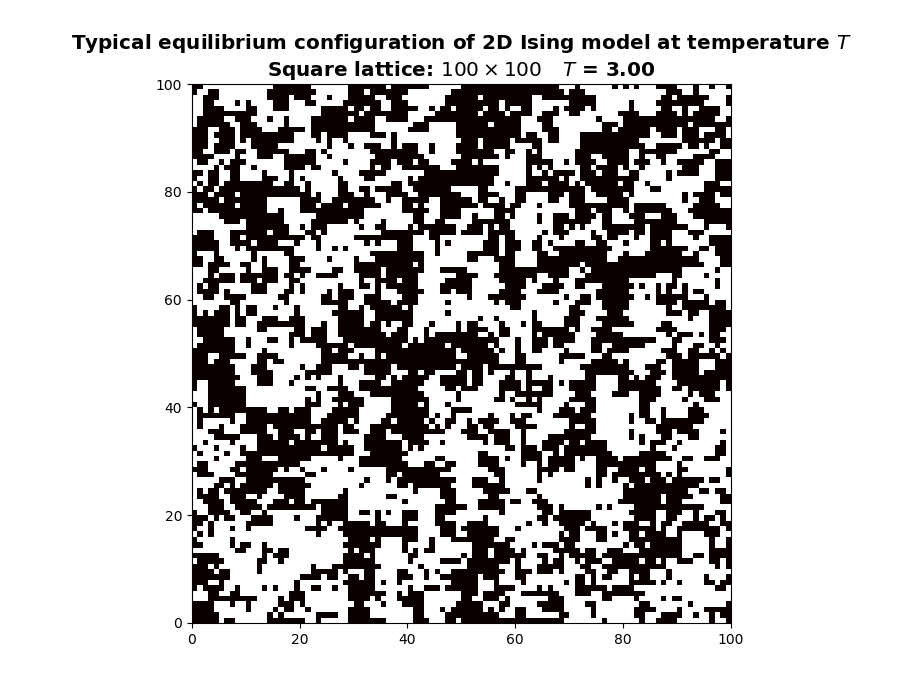 Typical equilibrium configuration of 2D Ising model at temperature T
Square lattice: 100 × 100 T = 3.00
100
80
60
40
20
0
0 20 40 60 80 100